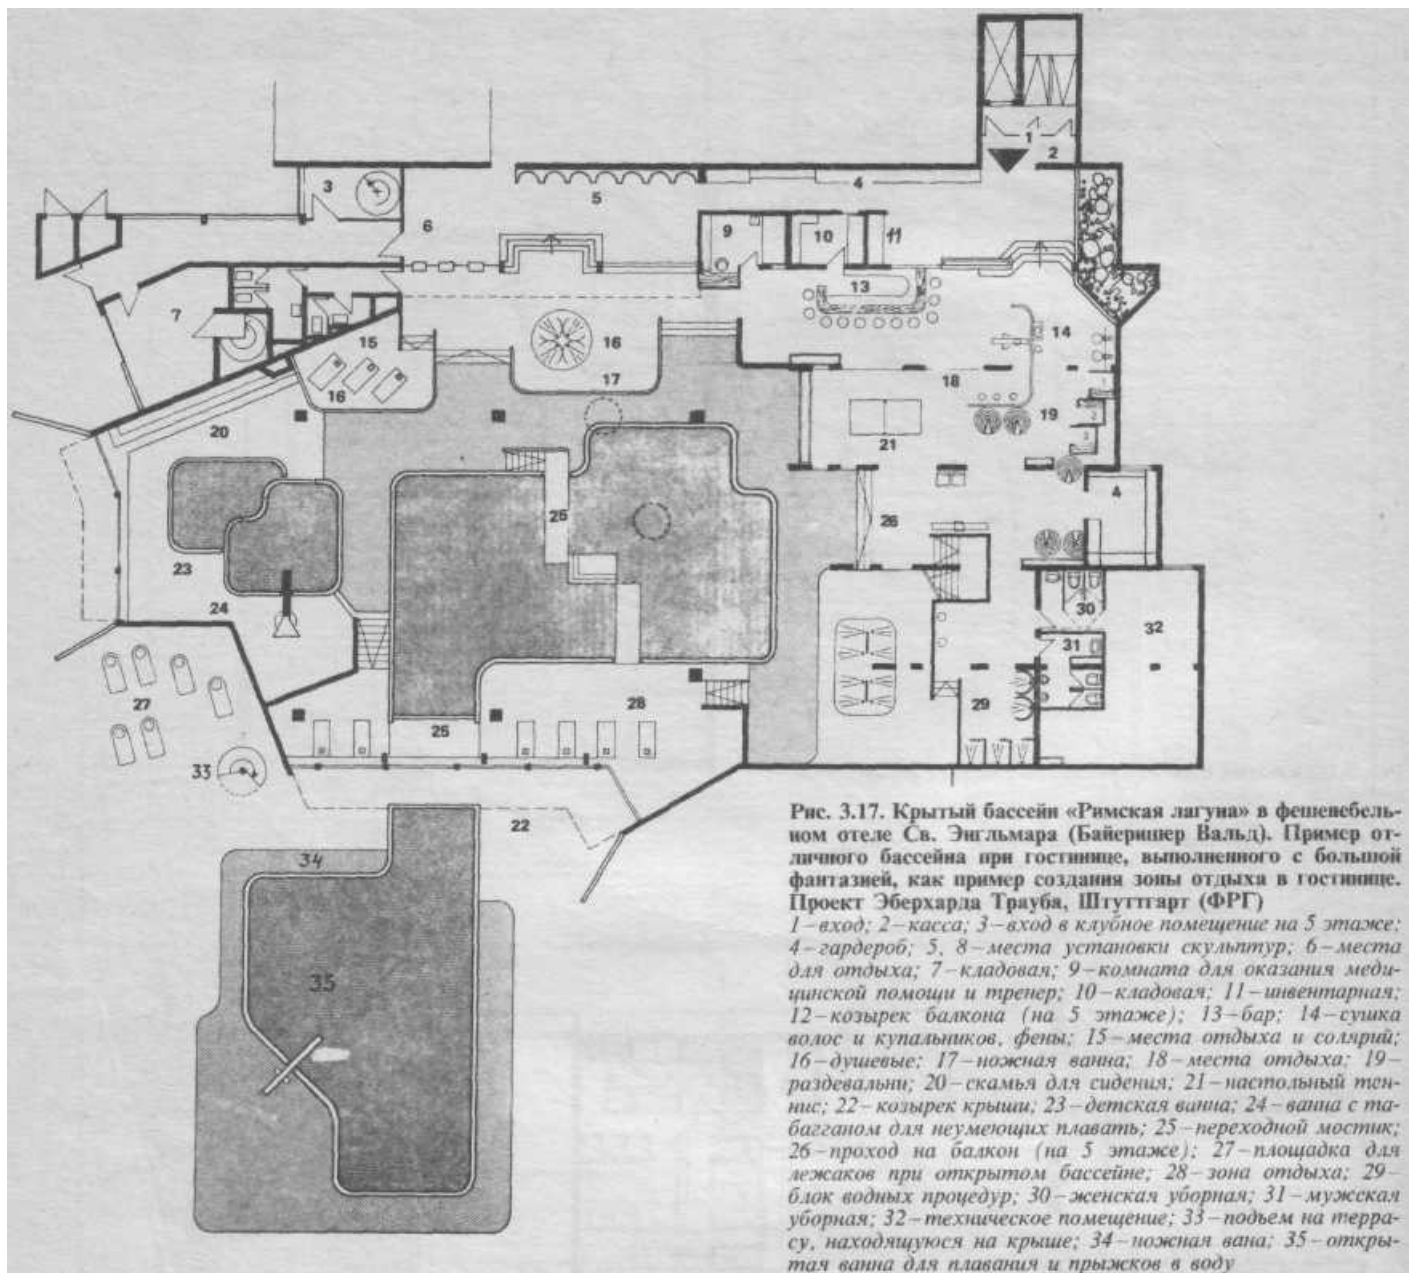 1
2
3
4
5
6
9
10
11
7
13
14
15
16
16
17
18
19
20
21
25
26
4
23
24
30
31
32
27
28
29
25
33
22
34
35
Рис. 3.17. Крытый бассейн «Римская лагуна» в фешенебель-
ном отеле Св. Энгльмара (Байеришер Вальд). Пример от-
личного бассейна при гостинице, выполненного с большой
фантазией, как пример создания зоны отдыха в гостинице.
Проект Эберхарда Трауба, Штуттгарт (ФРГ)
1–вход; 2–касса; 3–вход в клубное помещение на 5 этаже;
4–гардероб; 5, 8–места установки скульптур; 6–места
для отдыха; 7–кладовая; 9–комната для оказания меди-
цинской помощи и тренер; 10–кладовая; 11–инвентарная;
12–козырек балкона (на 5 этаже); 13–бар; 14–сушка
волос и купальников, фены; 15–места отдыха и солярий;
16–душевые; 17–ножная ванна; 18–места отдыха; 19–
раздевальни; 20–скамья для сидения; 21–настольный тен-
нис; 22–козырек крыши; 23–детская ванна; 24–ванна с та-
багганом для неумеющих плавать; 25–переходной мостик;
26–проход на балкон (на 5 этаже); 27–площадка для
лежаков при открытом бассейне; 28–зона отдыха; 29–
блок водных процедур; 30–женская уборная; 31–мужская
уборная; 32–техническое помещение; 33–подъем на терра-
су, находящуюся на крыше; 34–ножная вана; 35–откры-
тая ванна для плавания и прыжков в воду